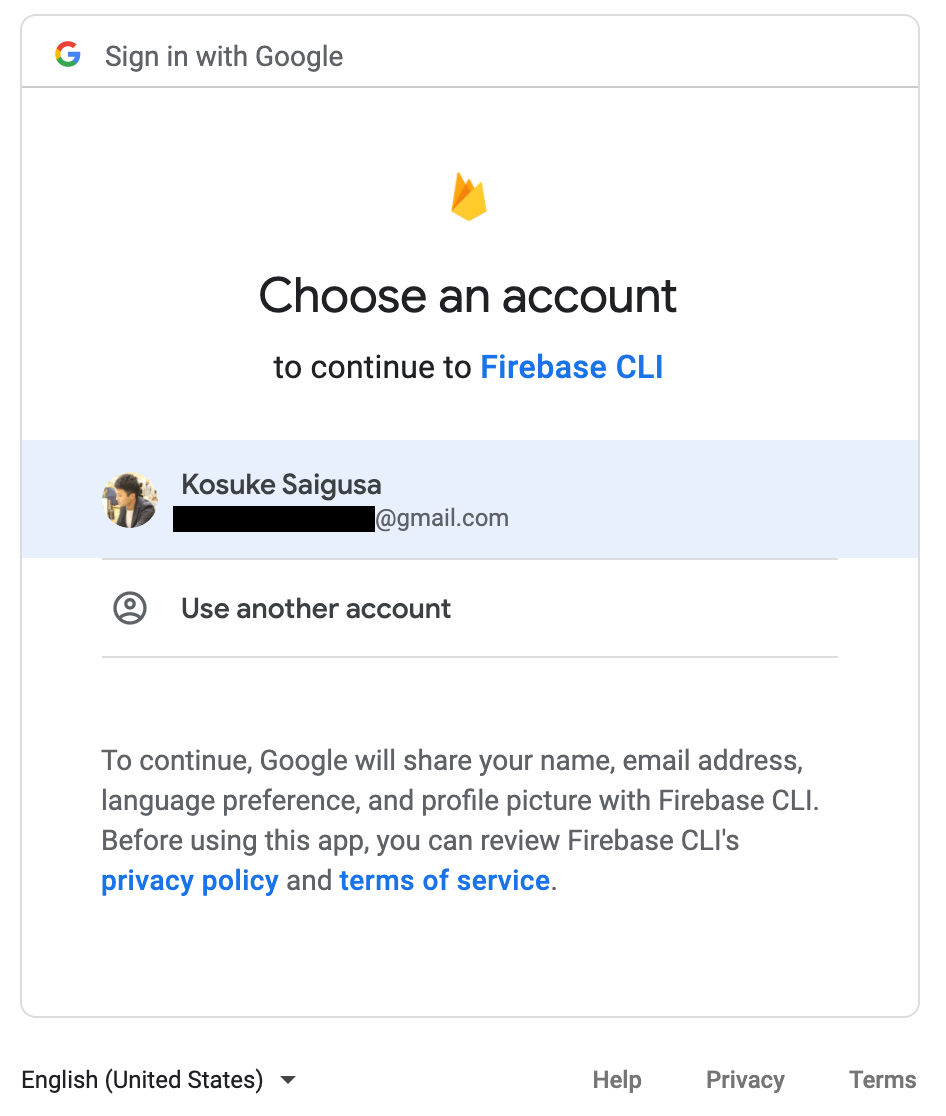 Sign in with Google
Choose an account
to continue to Firebase CLI
Kosuke Saigusa
@gmail.com
Use another account
To continue, Google will share your name, email address,
language preference, and profile picture with Firebase CLI.
Before using this app, you can review Firebase CLI's
privacy policy and terms of service.
English (United States)
Help
Privacy
Terms